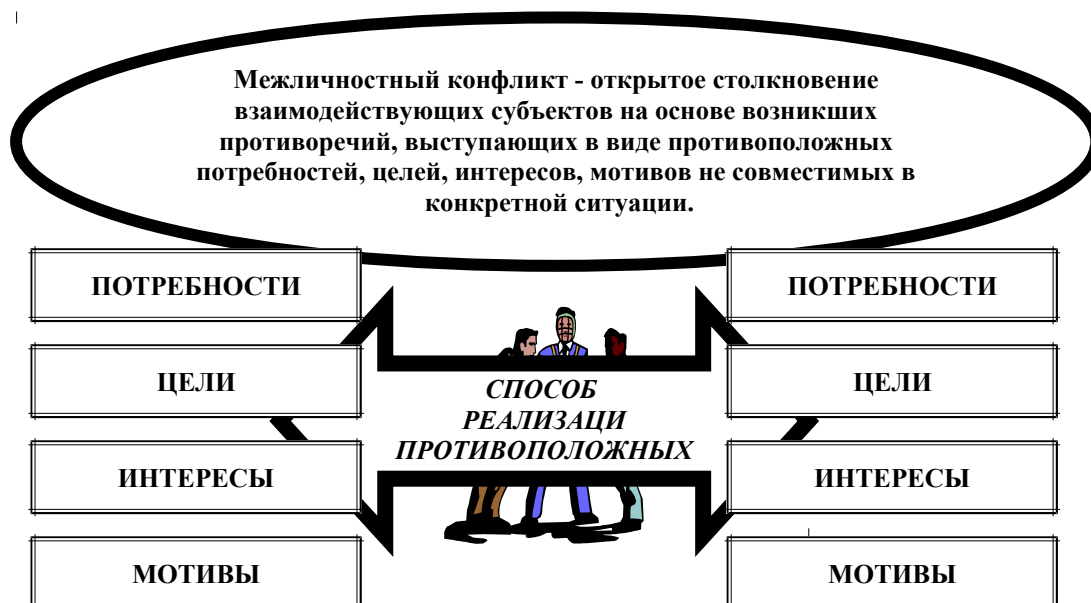 Межличностный конфликт - открытое столкновение
взаимодействующих субъектов на основе возникших
противоречий, выступающих в виде противоположных
потребностей, целей, интересов, мотивов не совместимых в
конкретной ситуации.
ПОТРЕБНОСТИ
ЦЕЛИ
ИНТЕРЕСЫ
МОТИВЫ
СПОСОБ
РЕАЛИЗАЦИ
ПРОТИВОПОЛОЖНЫХ
ПОТРЕБНОСТИ
ЦЕЛИ
ИНТЕРЕСЫ
МОТИВЫ